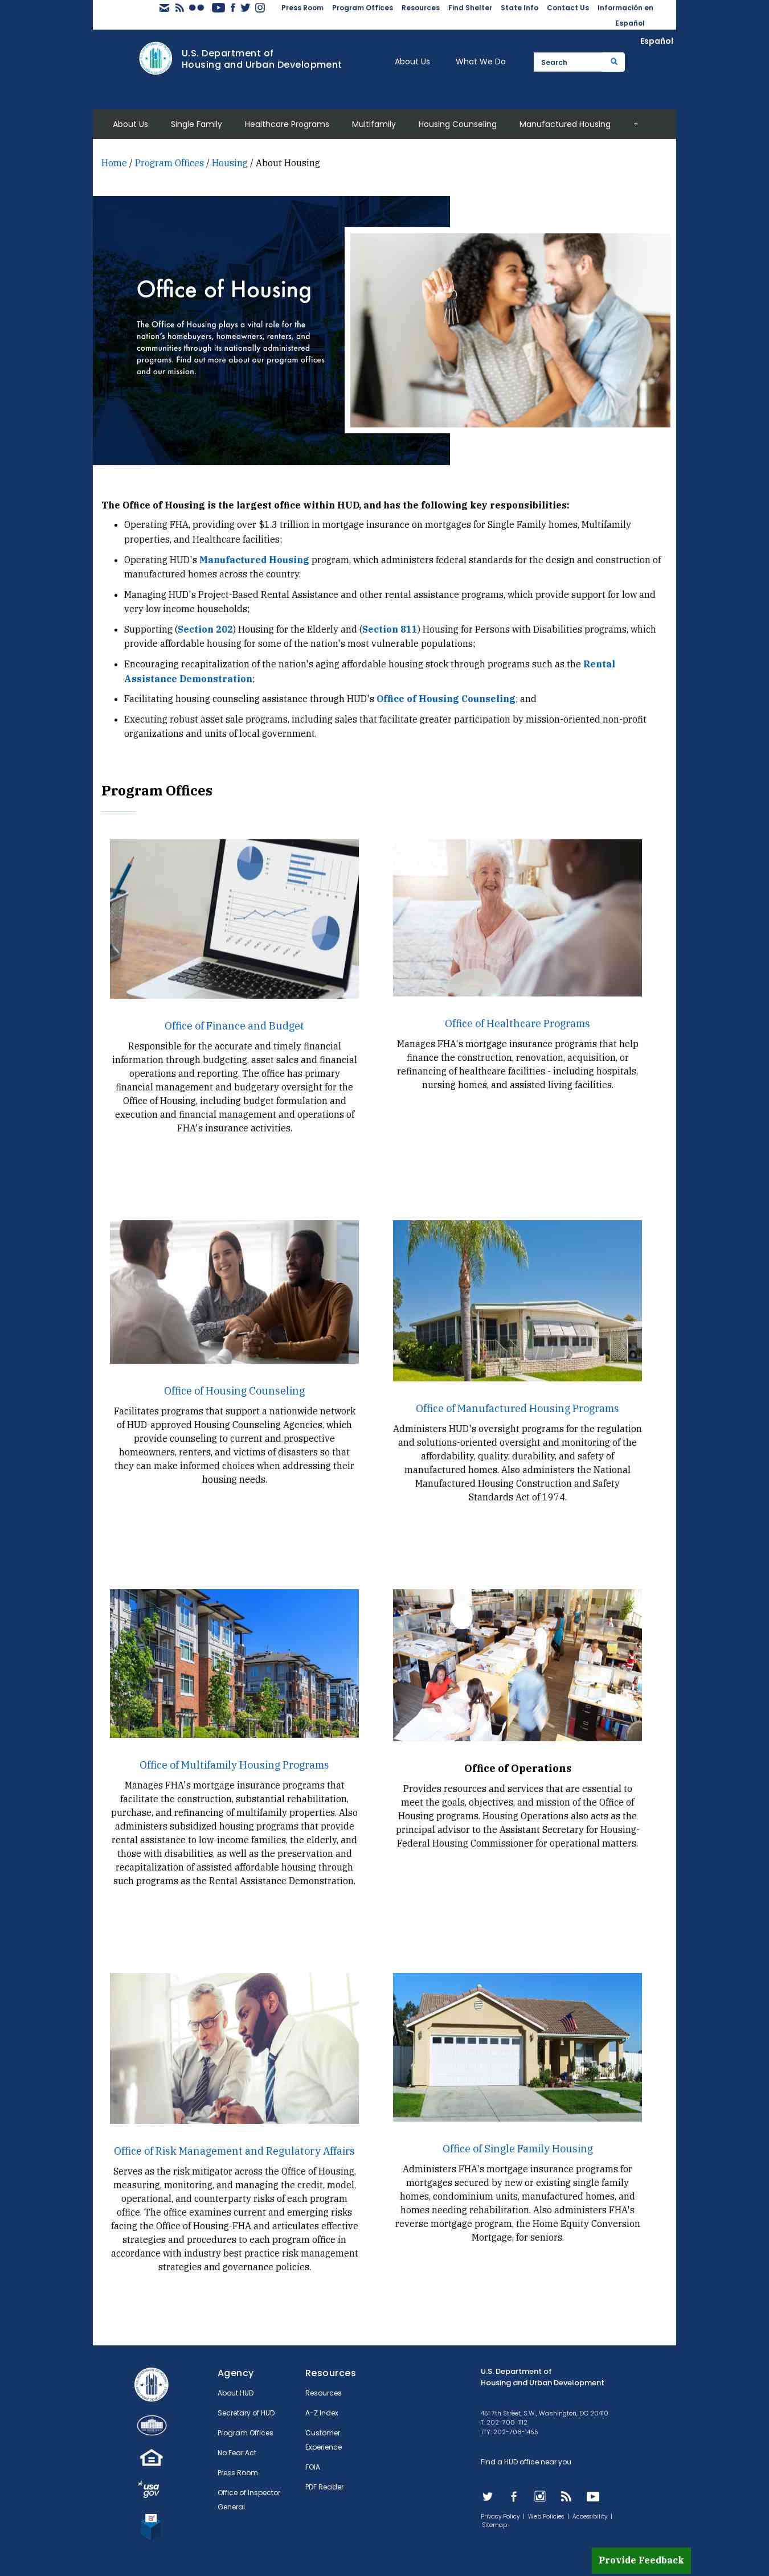 Press Room Program Offices Resources Find Shelter State Info Contact Us Información en
Español
Español
U.S. Department of
Housing and Urban Development
About Us What We Do Search
About Us Single Family Healthcare Programs Multifamily Housing Counseling Manufactured Housing +
Home / Program Offices / Housing / About Housing
Office of Housing
The Office of Housing plays a vital role for the
nation's homebuyers, homeowners, renters, and
communities through its nationally administered
programs. Find out more about our program offices
and our mission.
The Office of Housing is the largest office within HUD, and has the following key responsibilities:
• Operating FHA, providing over $1.3 trillion in mortgage insurance on mortgages for Single Family homes, Multifamily
properties, and Healthcare facilities;
• Operating HUD's Manufactured Housing program, which administers federal standards for the design and construction of
manufactured homes across the country.
• Managing HUD's Project-Based Rental Assistance and other rental assistance programs, which provide support for low and
very low income households;
• Supporting (Section 202) Housing for the Elderly and (Section 811) Housing for Persons with Disabilities programs, which
provide affordable housing for some of the nation's most vulnerable populations;
• Encouraging recapitalization of the nation's aging affordable housing stock through programs such as the Rental
Assistance Demonstration;
• Facilitating housing counseling assistance through HUD's Office of Housing Counseling; and
• Executing robust asset sale programs, including sales that facilitate greater participation by mission-oriented non-profit
organizations and units of local government.
Program Offices
Office of Finance and Budget
Responsible for the accurate and timely financial
information through budgeting, asset sales and financial
operations and reporting. The office has primary
financial management and budgetary oversight for the
Office of Housing, including budget formulation and
execution and financial management and operations of
FHA's insurance activities.
Office of Healthcare Programs
Manages FHA's mortgage insurance programs that help
finance the construction, renovation, acquisition, or
refinancing of healthcare facilities - including hospitals,
nursing homes, and assisted living facilities.
Office of Housing Counseling
Facilitates programs that support a nationwide network
of HUD-approved Housing Counseling Agencies, which
provide counseling to current and prospective
homeowners, renters, and victims of disasters so that
they can make informed choices when addressing their
housing needs.
Office of Manufactured Housing Programs
Administers HUD's oversight programs for the regulation
and solutions-oriented oversight and monitoring of the
affordability, quality, durability, and safety of
manufactured homes. Also administers the National
Manufactured Housing Construction and Safety
Standards Act of 1974.
Office of Multifamily Housing Programs
Manages FHA's mortgage insurance programs that
facilitate the construction, substantial rehabilitation,
purchase, and refinancing of multifamily properties. Also
administers subsidized housing programs that provide
rental assistance to low-income families, the elderly, and
those with disabilities, as well as the preservation and
recapitalization of assisted affordable housing through
such programs as the Rental Assistance Demonstration.
Office of Operations
Provides resources and services that are essential to
meet the goals, objectives, and mission of the Office of
Housing programs. Housing Operations also acts as the
principal advisor to the Assistant Secretary for Housing-
Federal Housing Commissioner for operational matters.
Office of Risk Management and Regulatory Affairs
Serves as the risk mitigator across the Office of Housing,
measuring, monitoring, and managing the credit, model,
operational, and counterparty risks of each program
office. The office examines current and emerging risks
facing the Office of Housing-FHA and articulates effective
strategies and procedures to each program office in
accordance with industry best practice risk management
strategies and governance policies.
Office of Single Family Housing
Administers FHA's mortgage insurance programs for
mortgages secured by new or existing single family
homes, condominium units, manufactured homes, and
homes needing rehabilitation. Also administers FHA's
reverse mortgage program, the Home Equity Conversion
Mortgage, for seniors.
usa
gov
Agency
About HUD
Secretary of HUD
Program Offices
No Fear Act
Press Room
Office of Inspector
General
Resources
Resources
A-Z Index
Customer
Experience
FOIA
PDF Reader
U.S. Department of
Housing and Urban Development
451 7th Street, S.W., Washington, DC 20410
T: 202-708-1112
TTY: 202-708-1455
Find a HUD office near you
Privacy Policy | Web Policies | Accessibility |
Sitemap
Provide Feedback